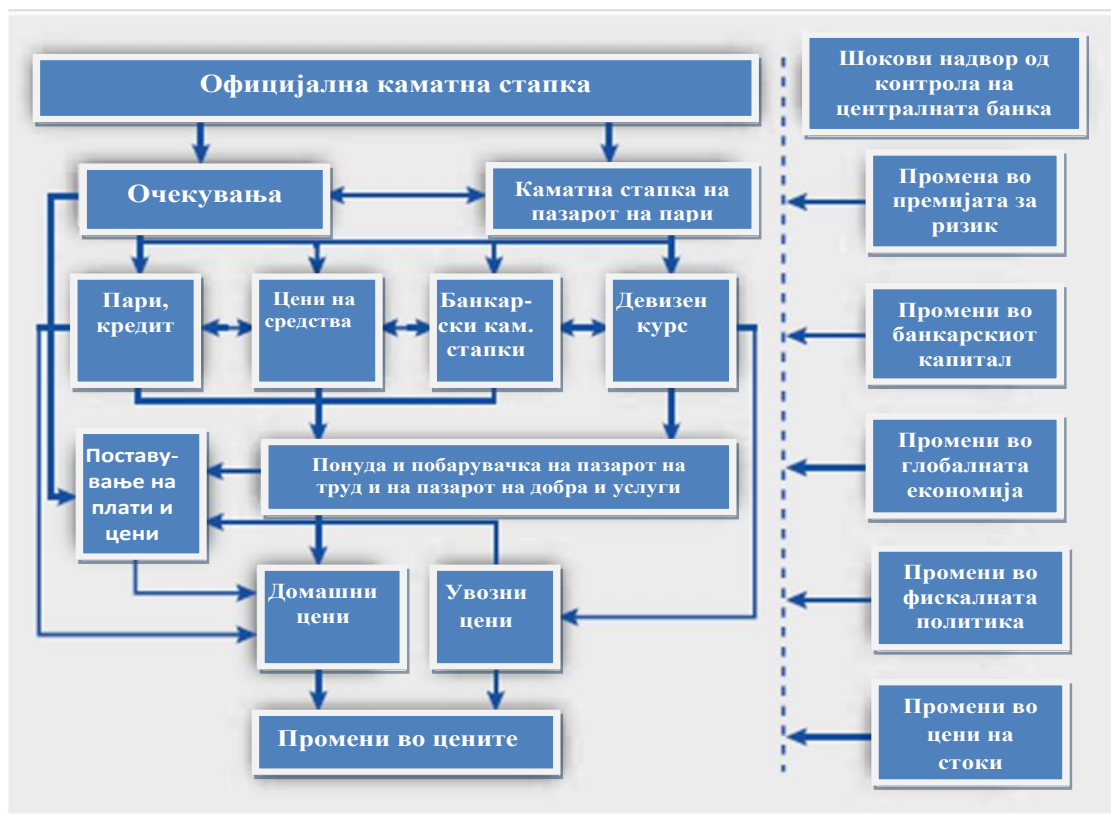 Официјална каматна стапка
Очекувања
Каматна стапка на
пазарот на пари
Пари,
кредит
Цени на
средства
Банкар-
ски кам.
стапки
Девизен
курс
Поставу-
вање на
плати и
цени
Понуда и побарувачка на пазарот на
труд и на пазарот на добра и услуги
Домашни
цени
Увозни
цени
Промени во цените
Шокови надвор од
контрола на
централната банка
Промена во
премијата за
ризик
Промени во
банкарскиот
капитал
Промени во
глобалната
економија
Промени во
фискалната
политика
Промени во
цени на
стоки